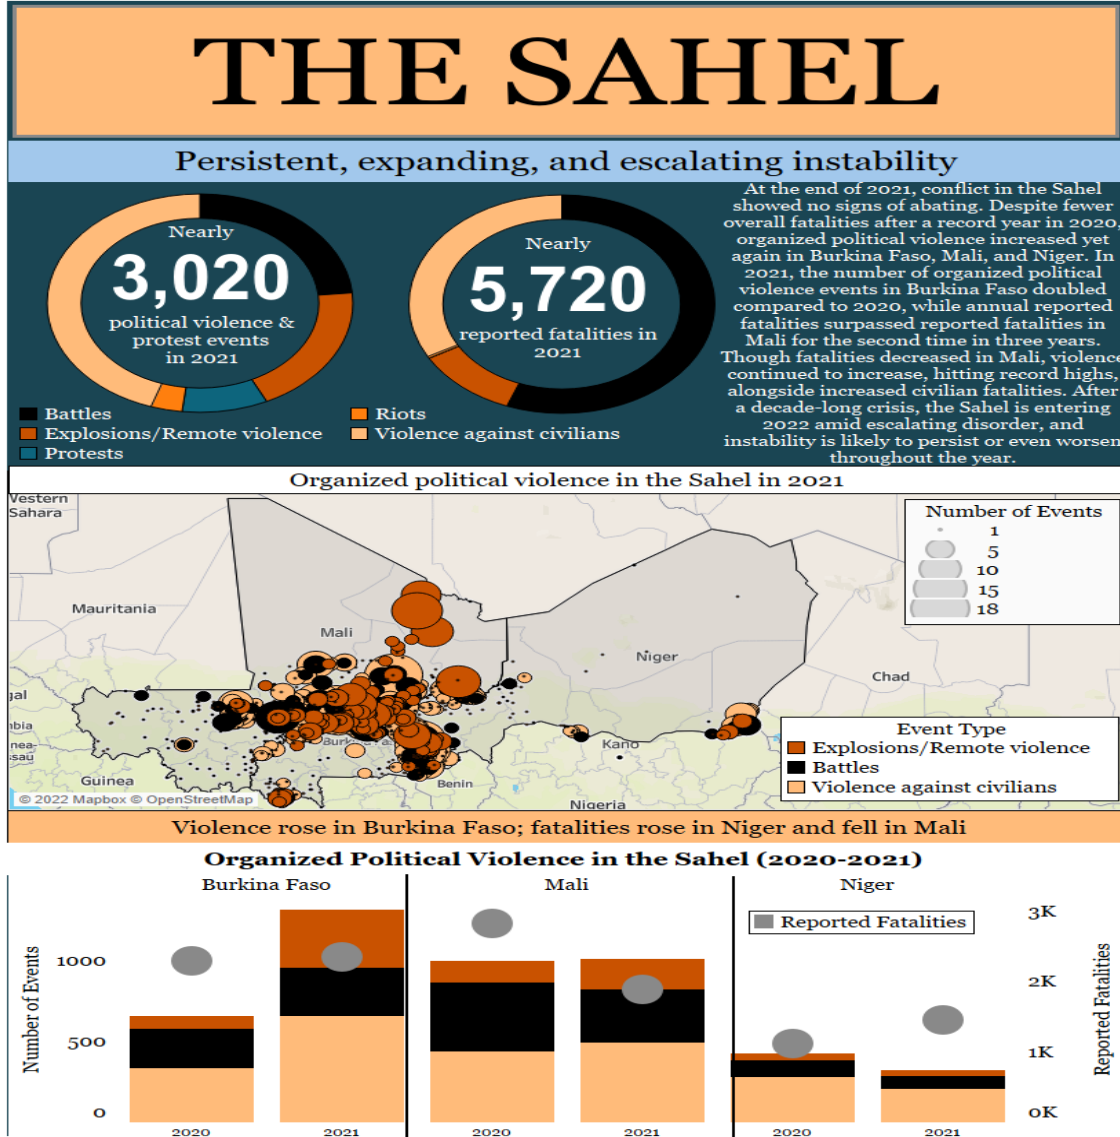 THE SAHEL
Persistent, expanding, and escalating instability
Nearly
3,020
political violence &
protest events
in 2021
Nearly
5,720
reported fatalities in
2021
At the end of 2021, conflict in the Sahel
showed no signs of abating. Despite fewer
overall fatalities after a record year in 2020,
organized political violence increased yet
again in Burkina Faso, Mali, and Niger. In
2021, the number of organized political
violence events in Burkina Faso doubled
compared to 2020, while annual reported
fatalities surpassed reported fatalities in
Mali for the second time in three years.
Though fatalities decreased in Mali, violence
continued to increase, hitting record highs,
alongside increased civilian fatalities. After
a decade-long crisis, the Sahel is entering
2022 amid escalating disorder, and
instability is likely to persist or even worsen
throughout the year.
Battles
Explosions/Remote violence
Protests
Riots
Violence against civilians
Organized political violence in the Sahel in 2021
Western
Sahara
Mauritania
Mali
Niger
Chad
Kano
Guinea
Benin
Nigeria
Number of Events
1
5
10
15
18
Event Type
Explosions/Remote violence
Battles
Violence against civilians
© 2022 Mapbox © OpenStreetMap
Violence rose in Burkina Faso; fatalities rose in Niger and fell in Mali
Organized Political Violence in the Sahel (2020-2021)
Burkina Faso
Mali
Niger
Reported Fatalities
Number of Events
1000
500
0
3K
2K
1K
0K
Reported Fatalities
2020
2021
2020
2021
2020
2021